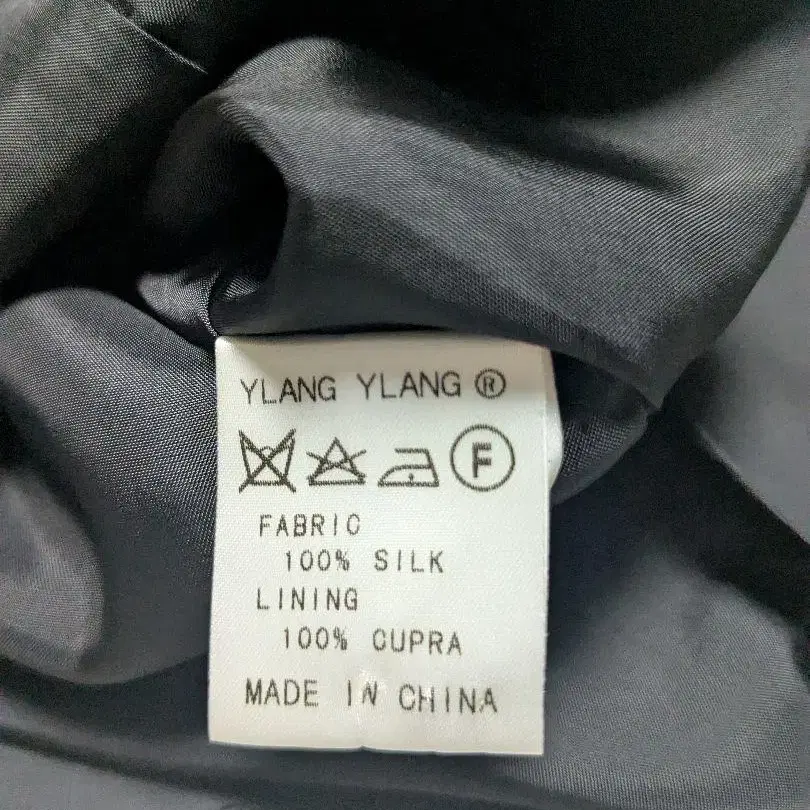 YLANG YLANG ®
F
FABRIC
100% SILK
LINING
100% CUPRA
MADE IN CHINA